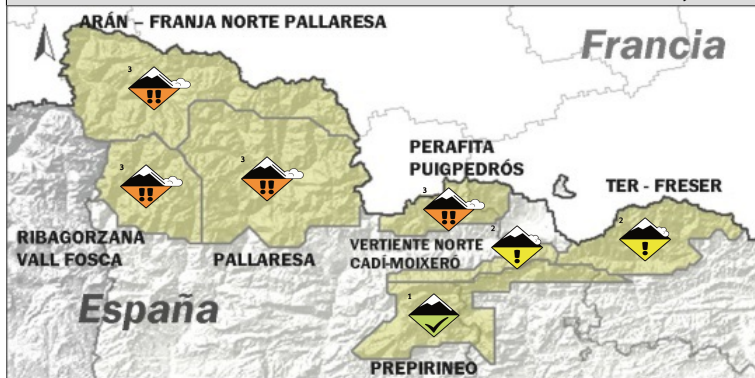 ARÁN – FRANJA NORTE PALLARESA
Francia
3
3
3
PERAFITA
PUIGPEDRÓS
3
TER - FRESER
2
2
RIBAGORZANA
VALL FOSCA
PALLARESA
VERTIENTE NORTE
CADÍ-MOIXERÓ
España
1
PREPIRINEO